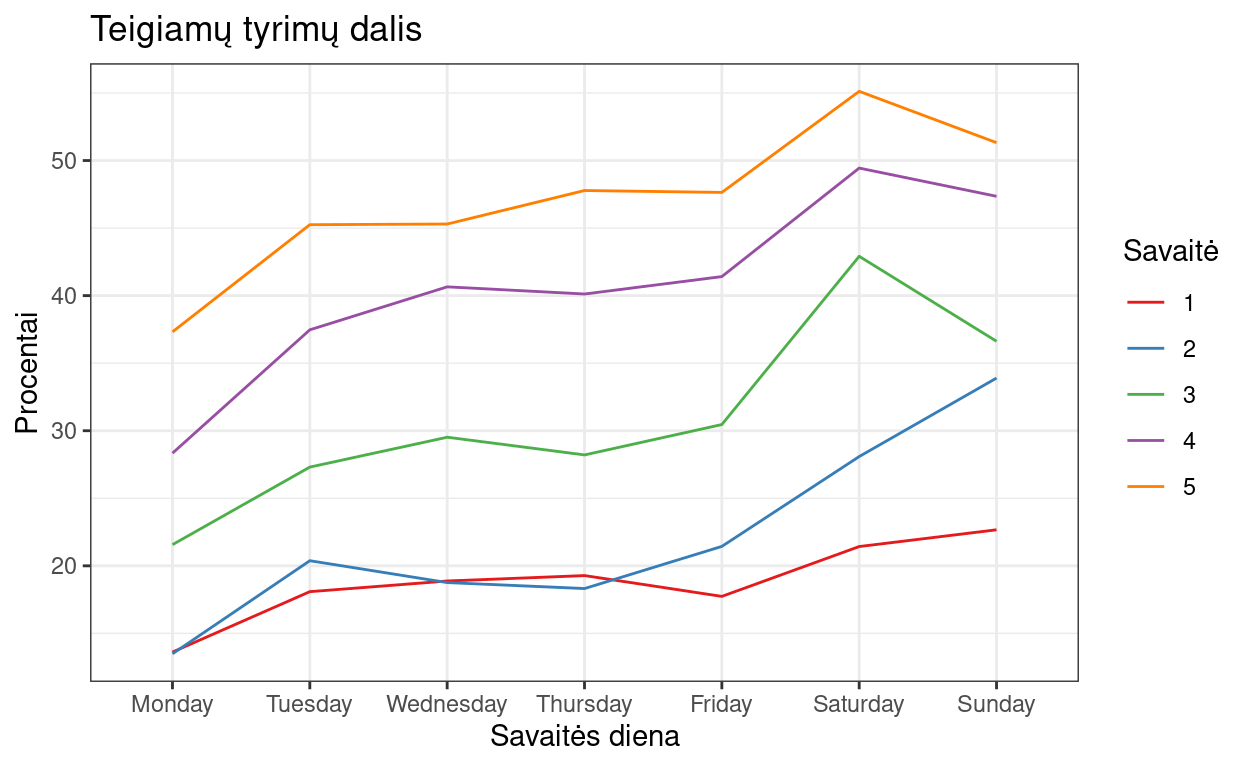 Teigiamų tyrimų dalis
Procentai
50
40
30
20
Monday Tuesday Wednesday Thursday Friday Saturday Sunday
Savaitės diena
Savaitė
1
2
3
4
5